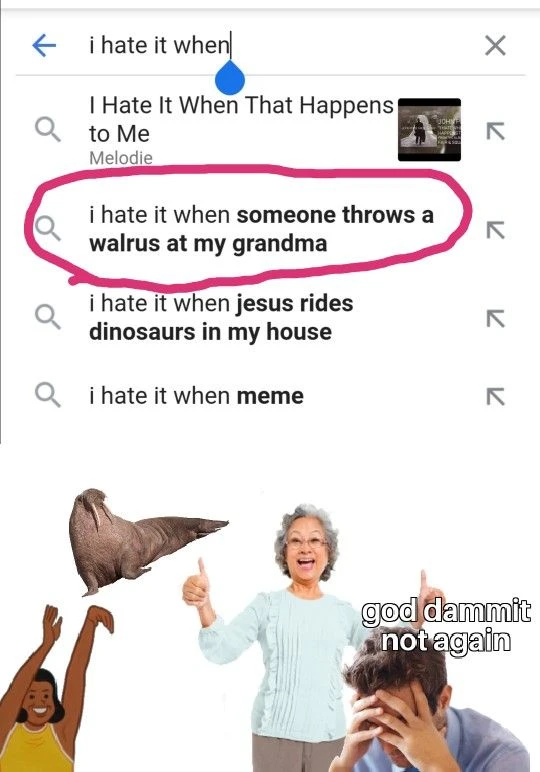 i hate it when
I Hate It When That Happens
to Me
Melodie
i hate it when someone throws a
walrus at my grandma
i hate it when jesus rides
dinosaurs in my house
i hate it when meme
god dammit
not again